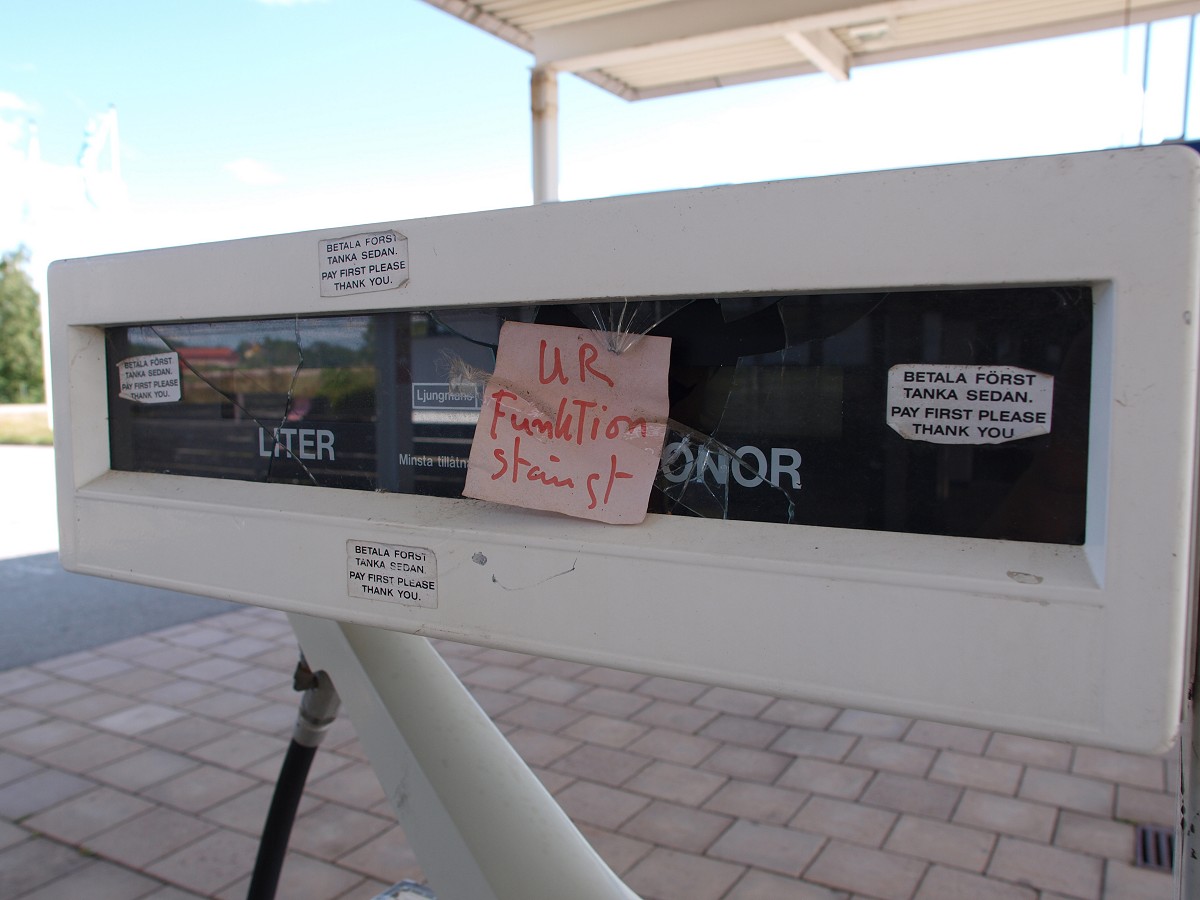 BETALA FÖRST
TANKA SEDAN.
PAY FIRST PLEASE
THANK YOU.
BETALA FÖRST
TANKA SEDAN.
PAY FIRST PLEASE
THANK YOU.
Ljungmans
LITER
Minsta tillåtn
UR
Funktion
stängt
ONOR
BETALA FÖRST
TANKA SEDAN.
PAY FIRST PLEASE
THANK YOU
BETALA FÖRST
TANKA SEDAN
PAY FIRST PLEASE
THANK YOU.